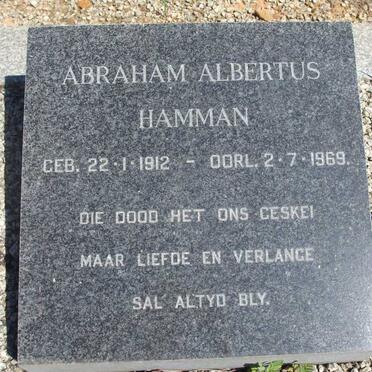 ABRAHAM ALBERTUS
HAMMAN
GEB. 22·1·1912 - OORL. 2·7·1969.
DIE DOOD HET ONS GESKEI
MAAR LIEFDE EN VERLANGE
SAL ALTYD BLY.